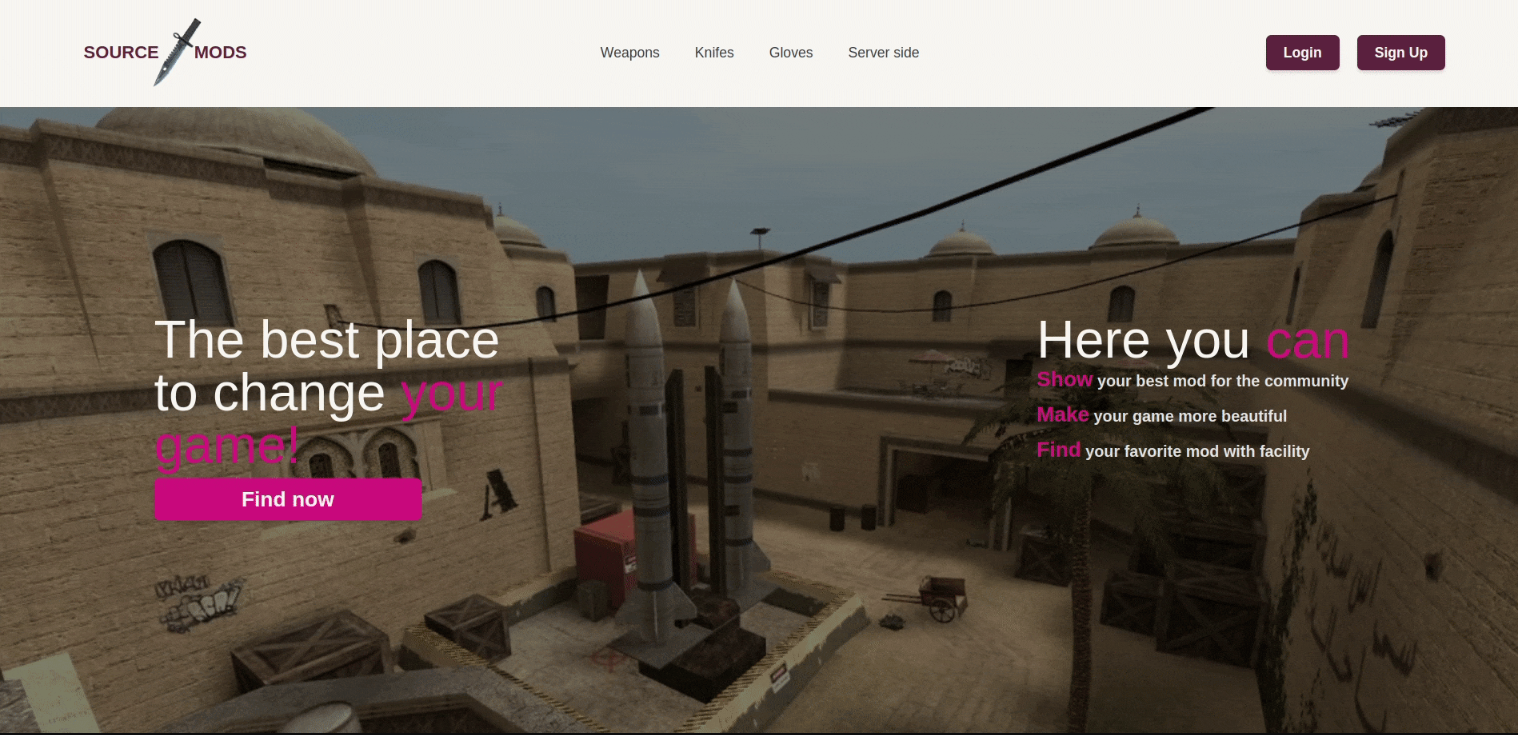 SOURCE MODS
Weapons
Knifes
Gloves
Server side
Login
Sign Up
The best place
to change your
game!
Find now
Here you can
Show your best mod for the community
Make your game more beautiful
Find your favorite mod with facility